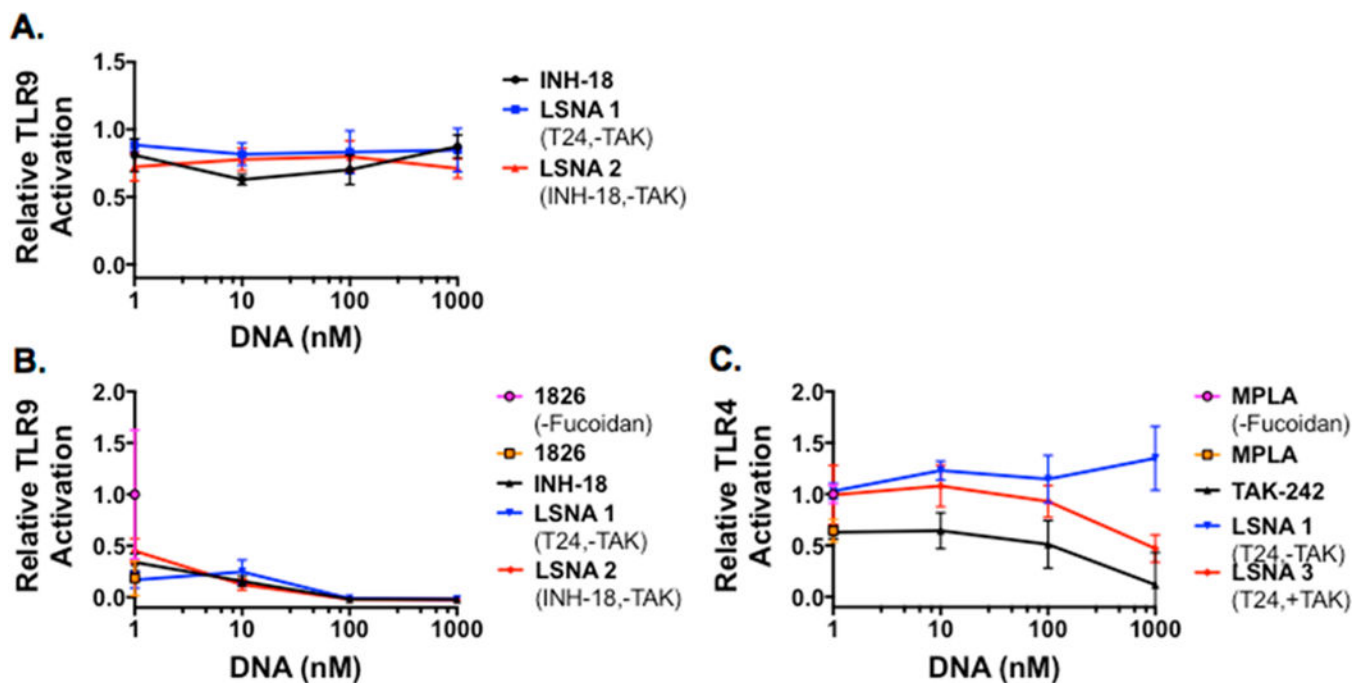 A.
Relative TLR9
Activation
1.5
1.0
0.5
0.0
1 10 100 1000
DNA (nM)
INH-18
LSNA 1
(T24,-TAK)
LSNA 2
(INH-18,-TAK)
B.
Relative TLR9
Activation
2.0
1.5
1.0
0.5
0.0
1 10 100 1000
DNA (nM)
1826
(-Fucoidan)
1826
INH-18
LSNA 1
(T24,-TAK)
LSNA 2
(INH-18,-TAK)
C.
Relative TLR4
Activation
2.0
1.5
1.0
0.5
0.0
1 10 100 1000
DNA (nM)
MPLA
(-Fucoidan)
MPLA
TAK-242
LSNA 1
(T24,-TAK)
LSNA 3
(T24,+TAK)